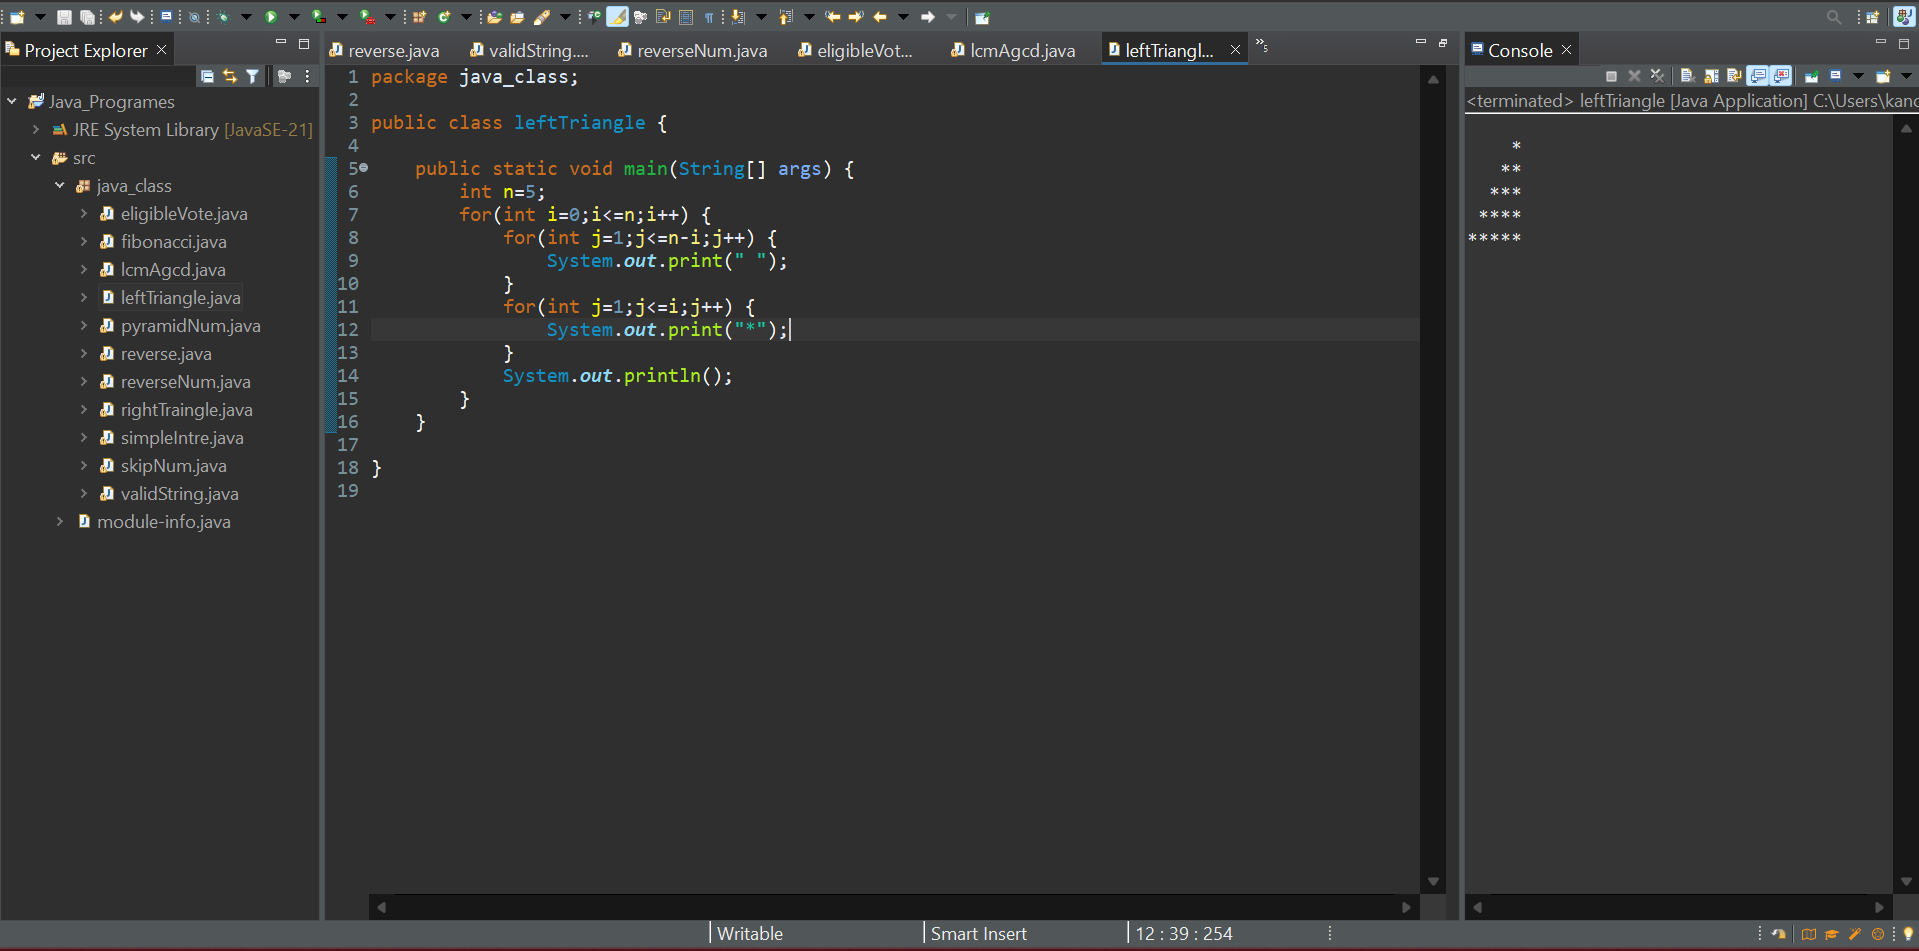 Project Explorer
Java_Programes
JRE System Library [JavaSE-21]
src
java_class
eligibleVote.java
fibonacci.java
lcmAgcd.java
leftTriangle.java
pyramidNum.java
reverse.java
reverseNum.java
rightTraingle.java
simpleIntre.java
skipNum.java
validString.java
module-info.java
reverse.java
validString....
reverseNum.java
eligibleVot...
lcmAgcd.java
leftTriangl...
»5
1 package java_class;
2
3 public class leftTriangle {
4
5 public static void main(String[] args) {
6 int n=5;
7 for(int i=0;i<=n;i++) {
8 for(int j=1;j<=n-i;j++) {
9 System.out.print(" ");
10 }
11 for(int j=1;j<=i;j++) {
12 System.out.print("*");
13 }
14 System.out.println();
15 }
16 }
17
18 }
19
Console
<terminated> leftTriangle [Java Application] C:\Users\kanc
*
**
***
****
*****
Writable
Smart Insert
12 : 39 : 254